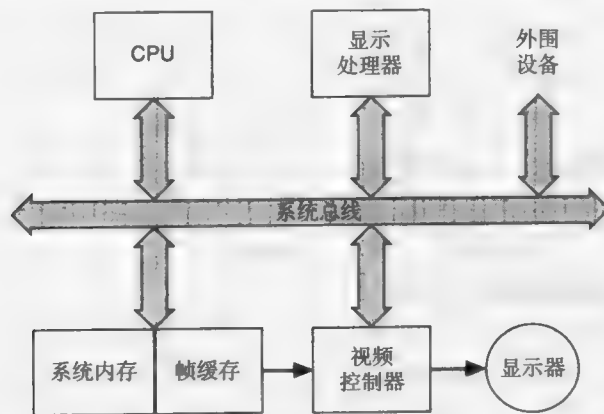 CPU
显示
处理器
外围
设备
系统总线
系统内存
帧缓存
视频
控制器
显示器